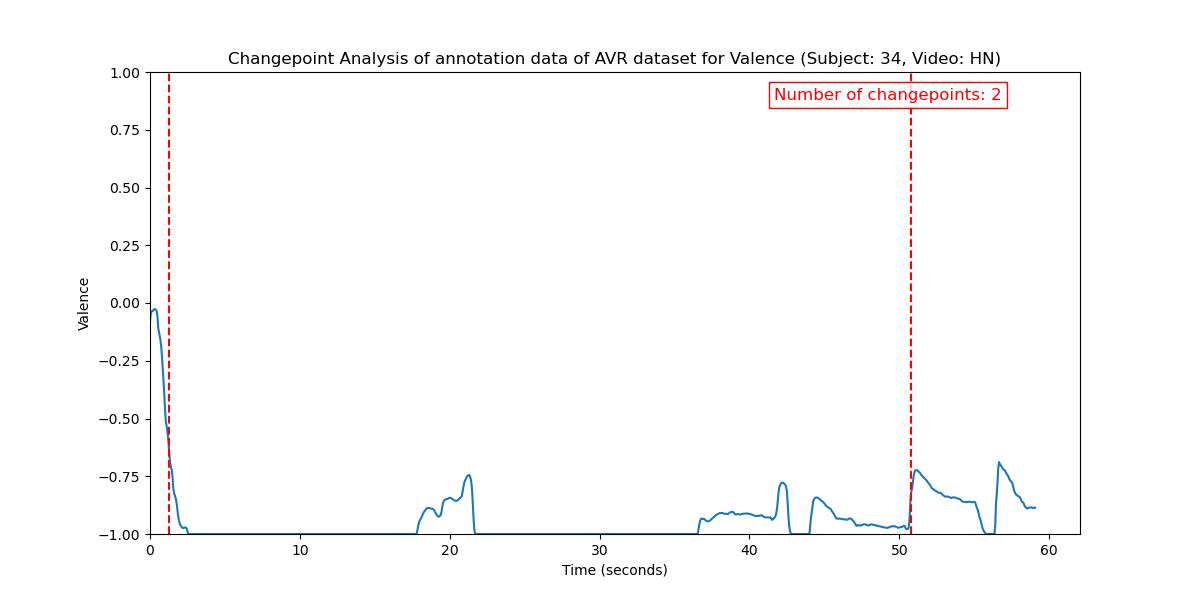 Changepoint Analysis of annotation data of AVR dataset for Valence (Subject: 34, Video: HN)
Number of changepoints: 2
1.00
0.75
0.50
0.25
0.00
−0.25
−0.50
−0.75
−1.00
Valence
0 10 20 30 40 50 60
Time (seconds)